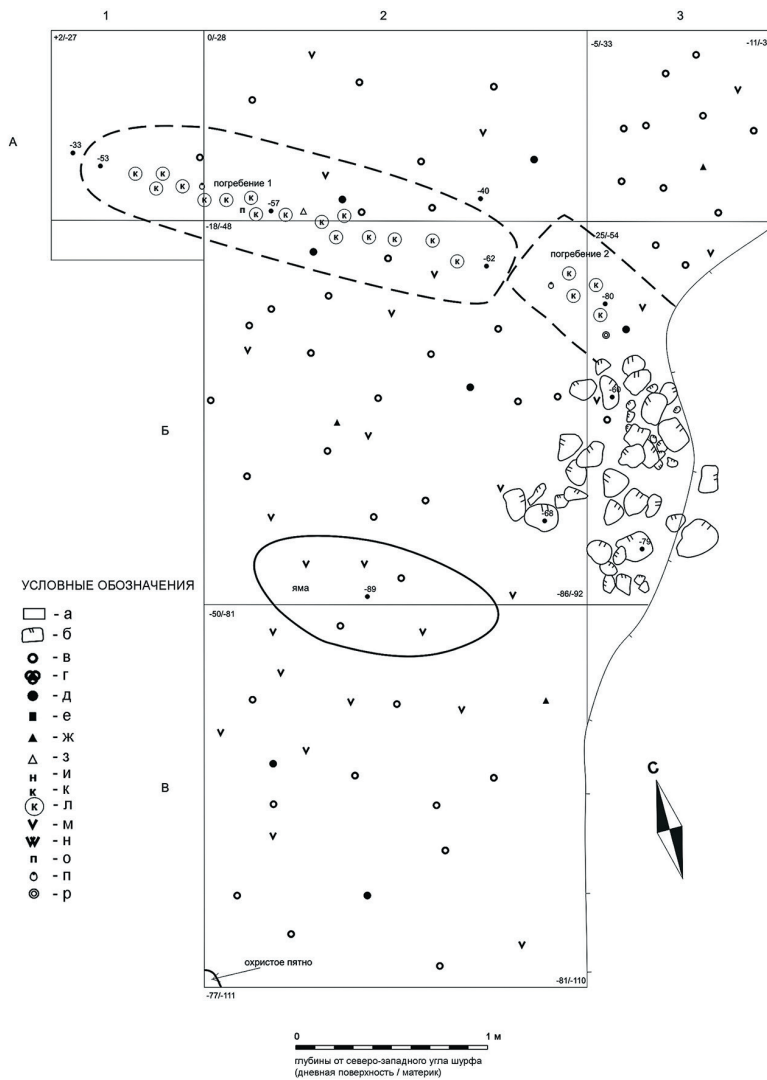 1 2 3
+2/-27 0/-28 -5/-33 -11/-3
А
-33
-53
погребение 1
к к к к к к к к к к к к к к к к к к
п
-57
-40
-18/-48
-62
-25/-54
погребение 2
к к к к
-80
Б
-60
-68
-79
яма
-89
-86/-92
-50/-81
УСЛОВНЫЕ ОБОЗНАЧЕНИЯ
- а
- б
- в
- г
- д
- е
- ж
- з
н - и
к - к
к - л
- м
- н
п - о
- п
- р
В
С
охристое пятно
-77/-111
-81/-110
0 1 м
глубины от северо-западного угла шурфа
(дневная поверхность / материк)